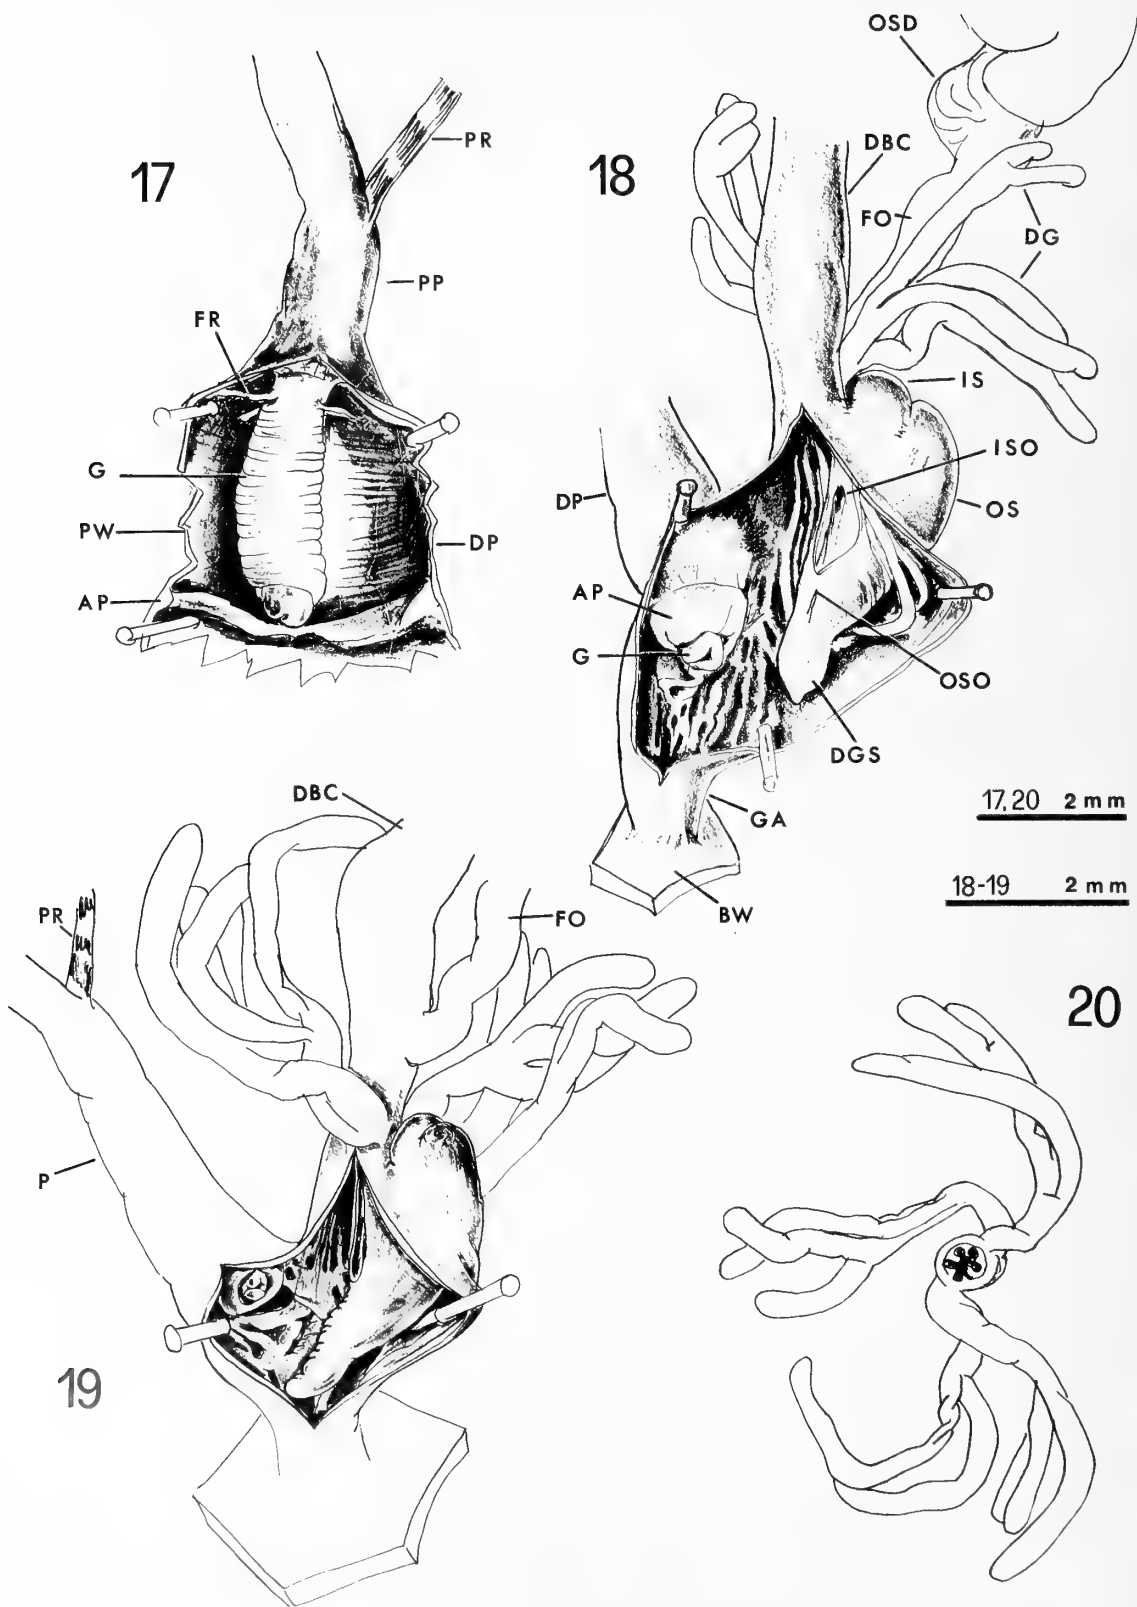 17
PR
PP
FR
G
PW
DP
AP
18
OSD
DBC
FO
DG
IS
ISO
OS
DP
AP
G
OSO
DGS
GA
BW
17, 20 2 mm
18-19 2 mm
19
DBC
PR
FO
P
20